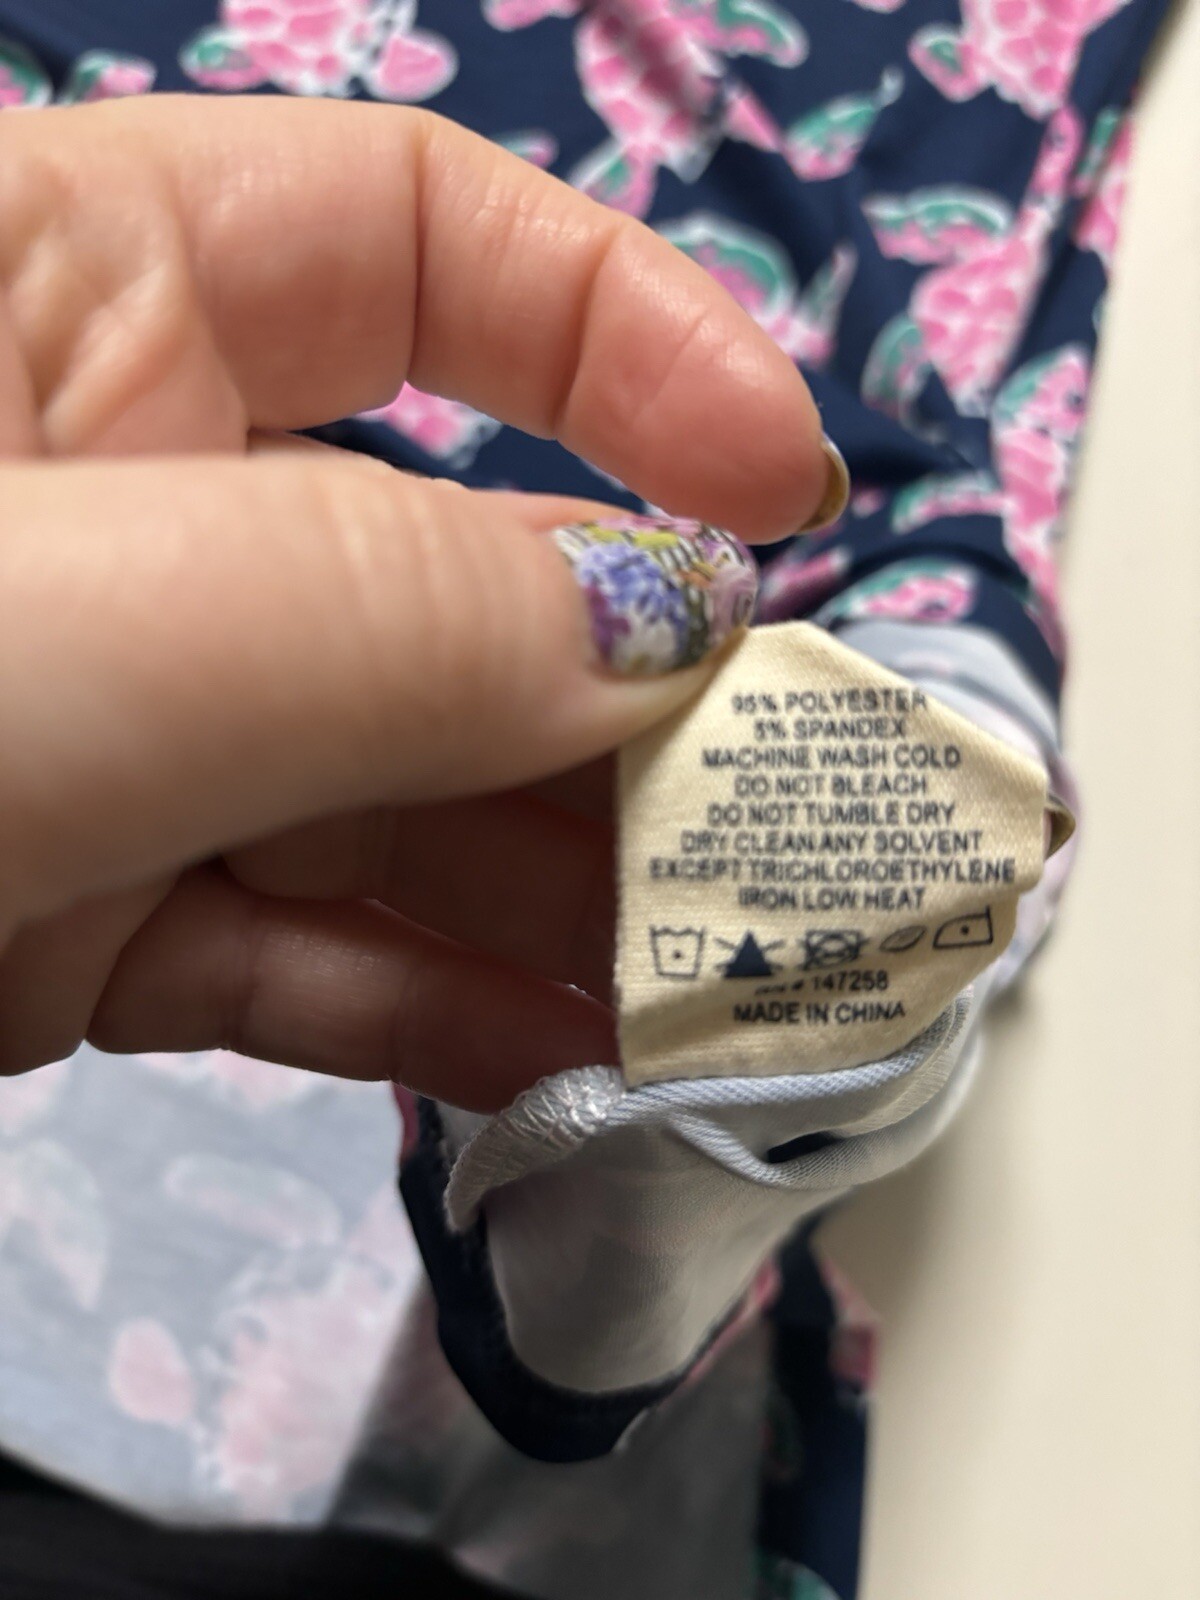 95% POLYESTER
5% SPANDEX
MACHINE WASH COLD
DO NOT BLEACH
DO NOT TUMBLE DRY
DRY CLEAN ANY SOLVENT
EXCEPT TRICHLOROETHYLENE
IRON LOW HEAT
# 147258
MADE IN CHINA